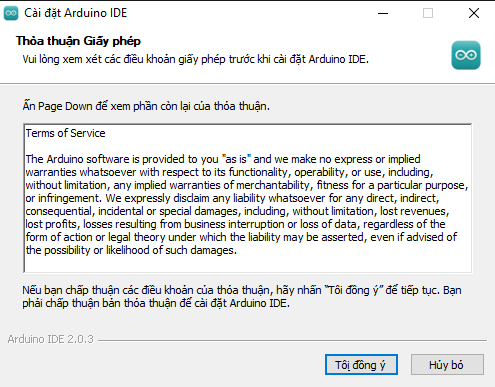 Cài đặt Arduino IDE
Thỏa thuận Giấy phép
Vui lòng xem xét các điều khoản giấy phép trước khi cài đặt Arduino IDE.
Ấn Page Down để xem phần còn lại của thỏa thuận.
Terms of Service
The Arduino software is provided to you "as is" and we make no express or implied
warranties whatsoever with respect to its functionality, operability, or use, including,
without limitation, any implied warranties of merchantability, fitness for a particular purpose,
or infringement. We expressly disclaim any liability whatsoever for any direct, indirect,
consequential, incidental or special damages, including, without limitation, lost revenues,
lost profits, losses resulting from business interruption or loss of data, regardless of the
form of action or legal theory under which the liability may be asserted, even if advised of
the possibility or likelihood of such damages.
Nếu bạn chấp thuận các điều khoản của thỏa thuận, hãy nhấn “Tôi đồng ý” để tiếp tục. Bạn
phải chấp thuận bản thỏa thuận để cài đặt Arduino IDE.
Arduino IDE 2.0.3
Tôi đồng ý
Hủy bỏ